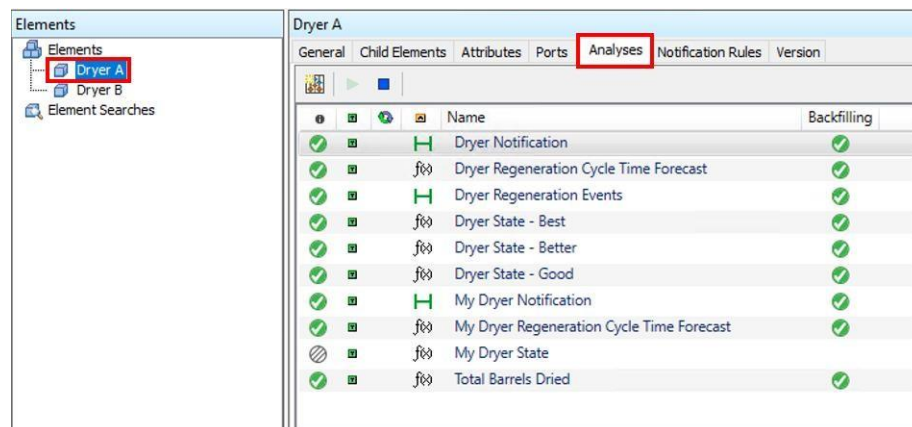 Elements
Elements
Dryer A
Dryer B
Element Searches
Dryer A
General Child Elements Attributes Ports Analyses Notification Rules Version
Name Backfilling
Dryer Notification
f(x) Dryer Regeneration Cycle Time Forecast
Dryer Regeneration Events
f(x) Dryer State - Best
f(x) Dryer State - Better
f(x) Dryer State - Good
My Dryer Notification
f(x) My Dryer Regeneration Cycle Time Forecast
f(x) My Dryer State
f(x) Total Barrels Dried